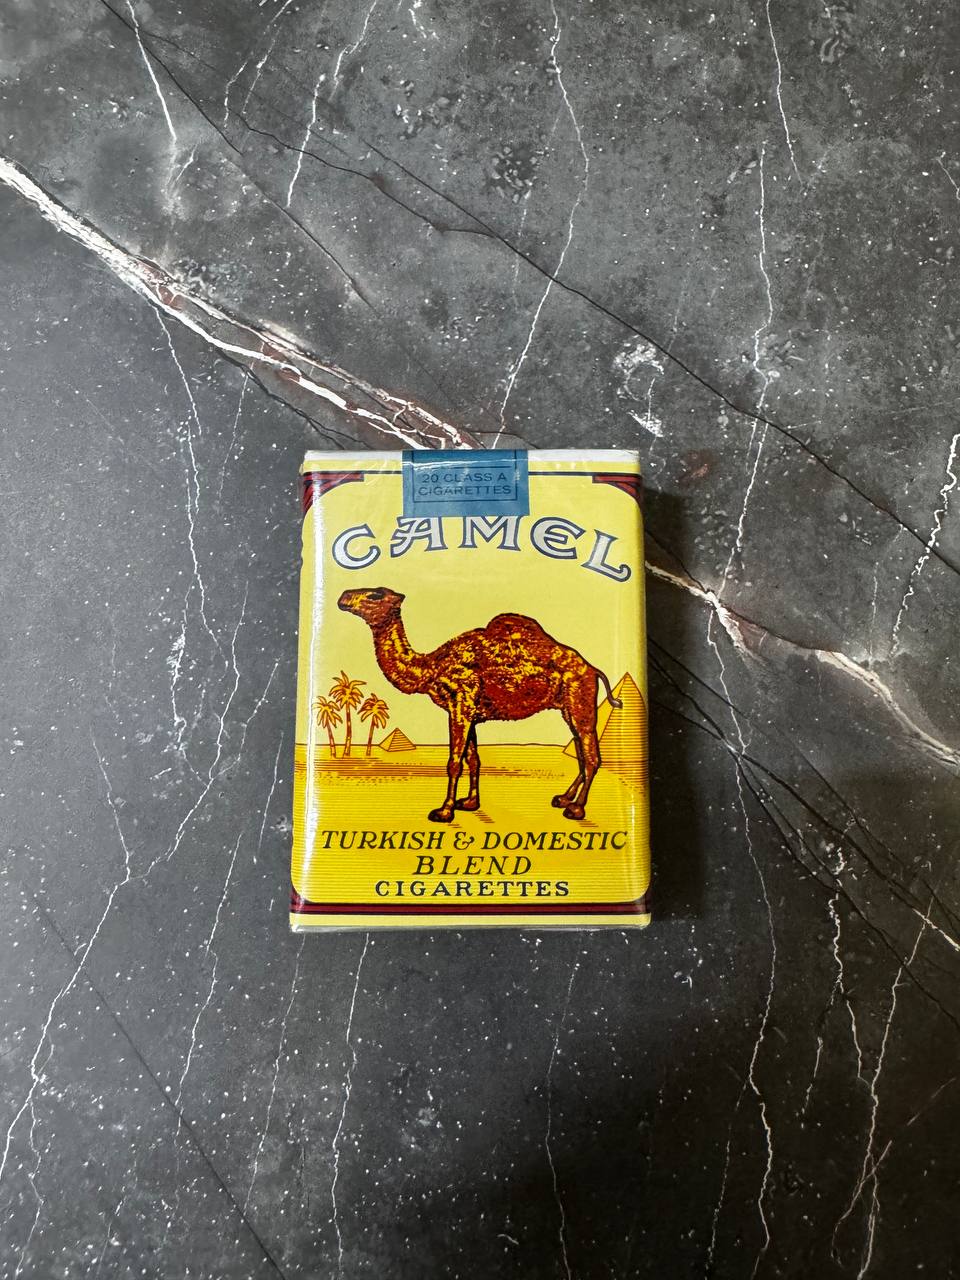 20 CLASS A
CIGARETTES
CAMEL
TURKISH & DOMESTIC
BLEND
CIGARETTES